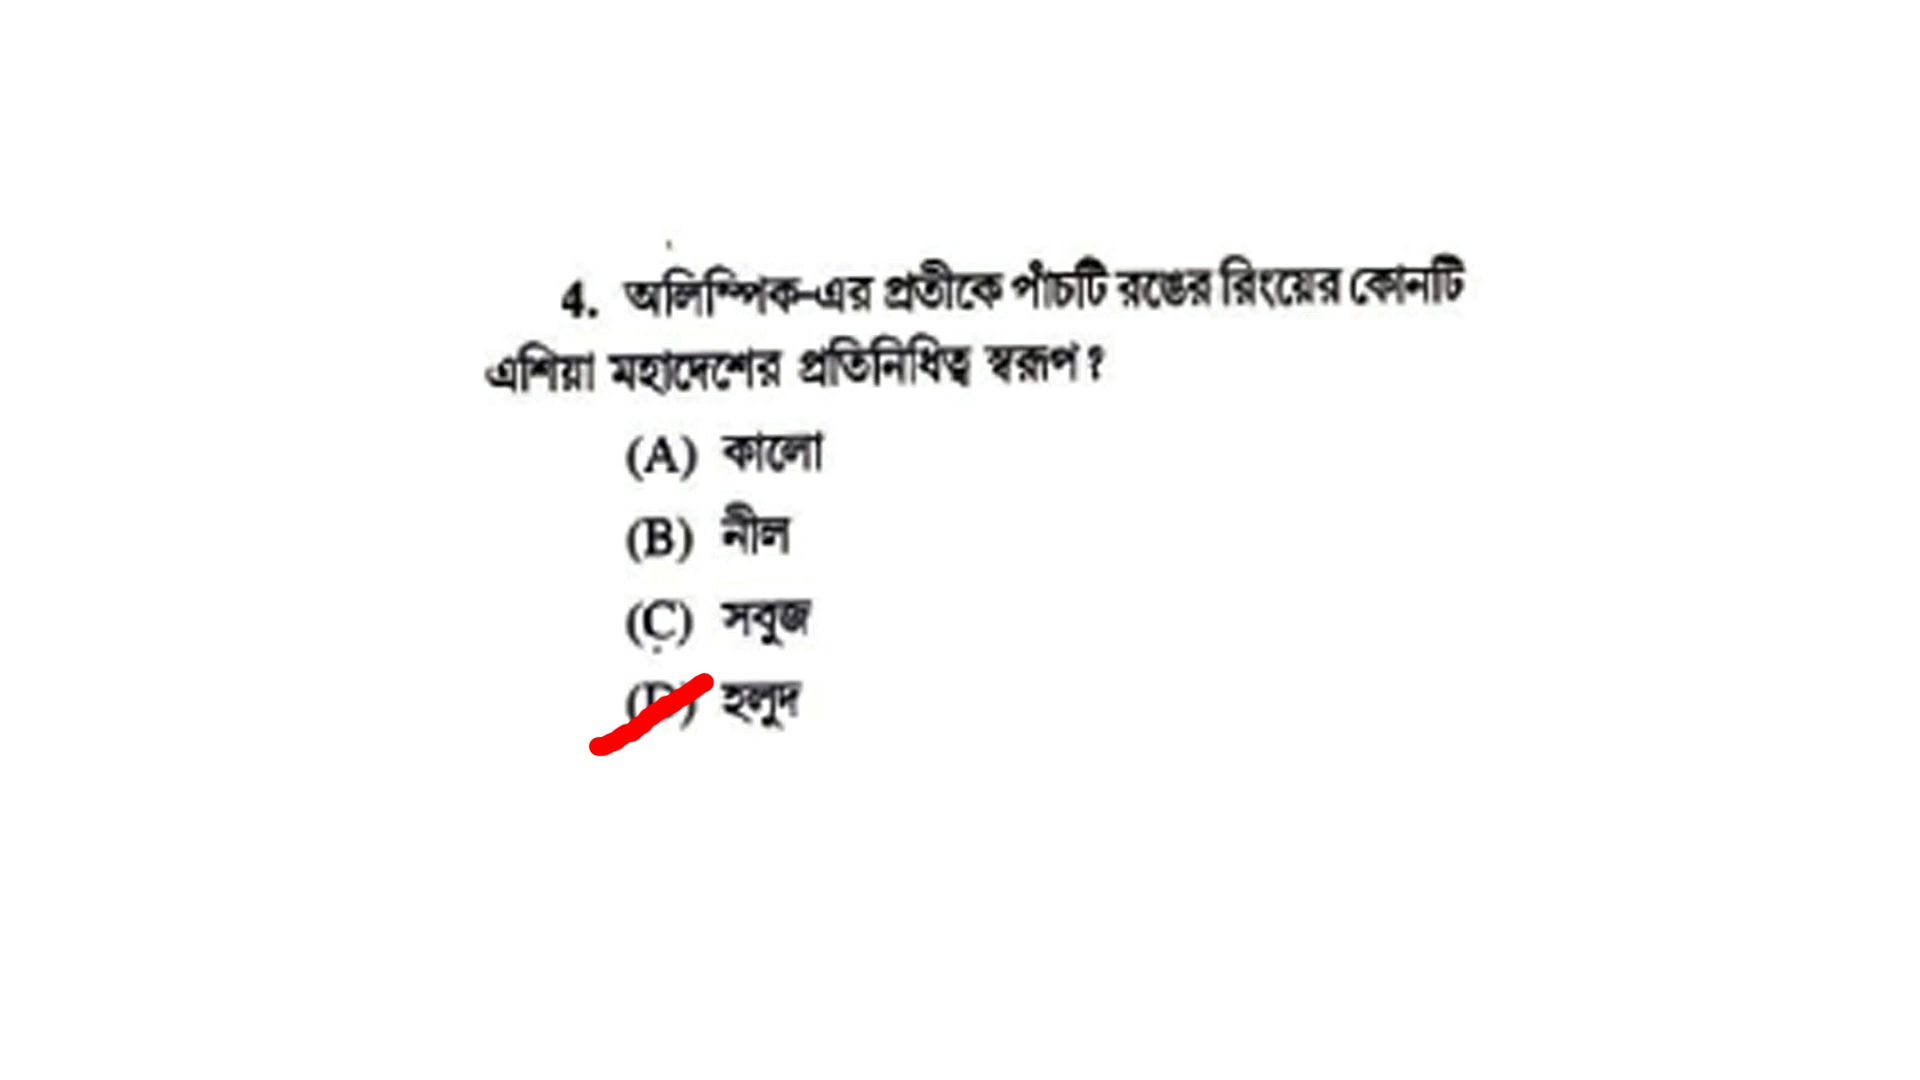 4. অলিম্পিক-এর প্রতীকে পাঁচটি রঙের রিংয়ের কোনটি
এশিয়া মহাদেশের প্রতিনিধিত্ব স্বরূপ ?
(A) কালো
(B) নীল
(C) সবুজ
(D) হলুদ